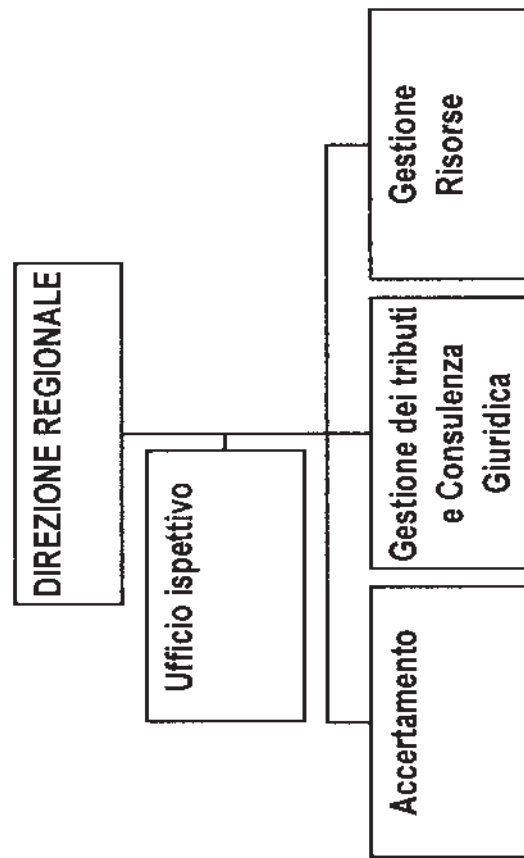 DIREZIONE REGIONALE
Ufficio ispettivo
Accertamento
Gestione dei tributi
e Consulenza
Giuridica
Gestione
Risorse